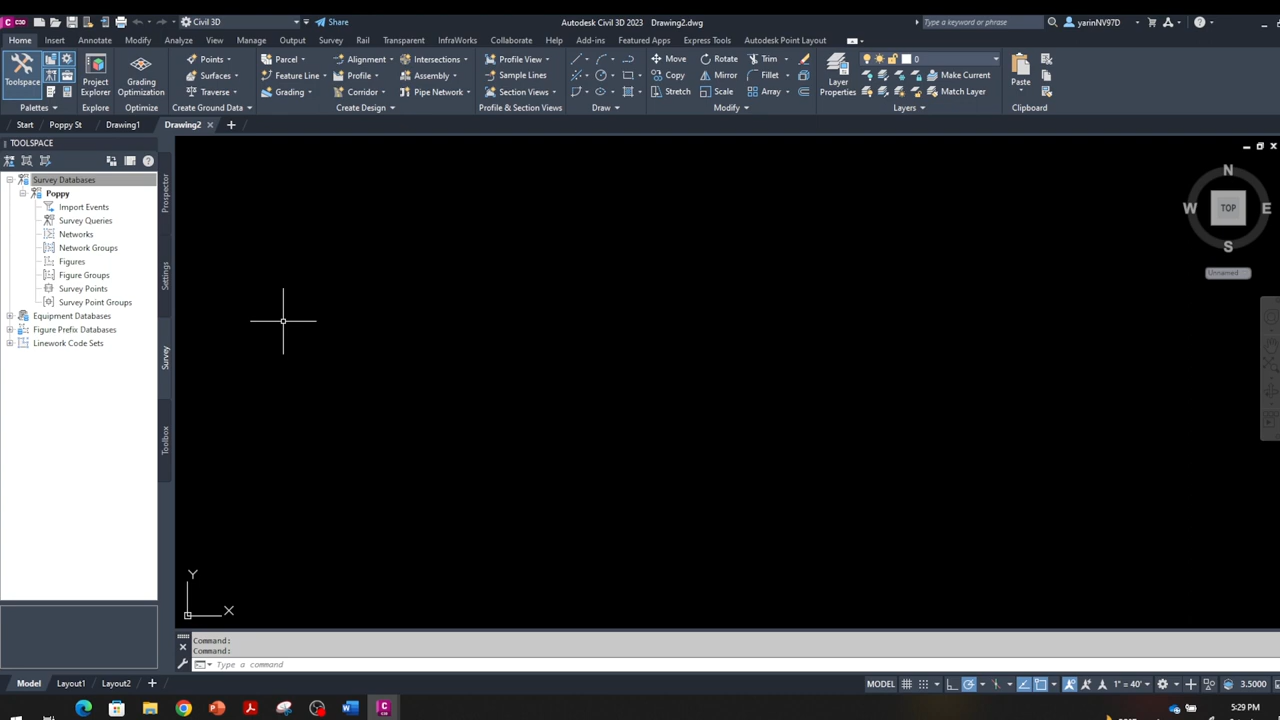 C3D Civil 3D Share Autodesk Civil 3D 2023 Drawing2.dwg Type a keyword or phrase yarinNV97D
Home Insert Annotate Modify Analyze View Manage Output Survey Rail Transparent InfraWorks Collaborate Help Add-ins Featured Apps Express Tools Autodesk Point Layout
Points Parcel Alignment Intersections Profile View Move Rotate Trim 0
Toolspace Project Explorer Grading Optimization Surfaces Feature Line Profile Assembly Sample Lines Copy Mirror Fillet Layer Properties Make Current Paste
Traverse Grading Corridor Pipe Network Section Views Stretch Scale Array Match Layer
Palettes Explore Optimize Create Ground Data Create Design Profile & Section Views Draw Modify Layers Clipboard
Start Poppy St Drawing1 Drawing2
TOOLSPACE
Survey Databases
Poppy
Import Events
Survey Queries
Networks
Network Groups
Figures
Figure Groups
Survey Points
Survey Point Groups
Equipment Databases
Figure Prefix Databases
Linework Code Sets
Prospector
Settings
Survey
Toolbox
N
W TOP E
S
Unnamed
Y
X
Command:
Command:
Type a command
Model Layout1 Layout2 MODEL 1" = 40' 3.5000
5:29 PM